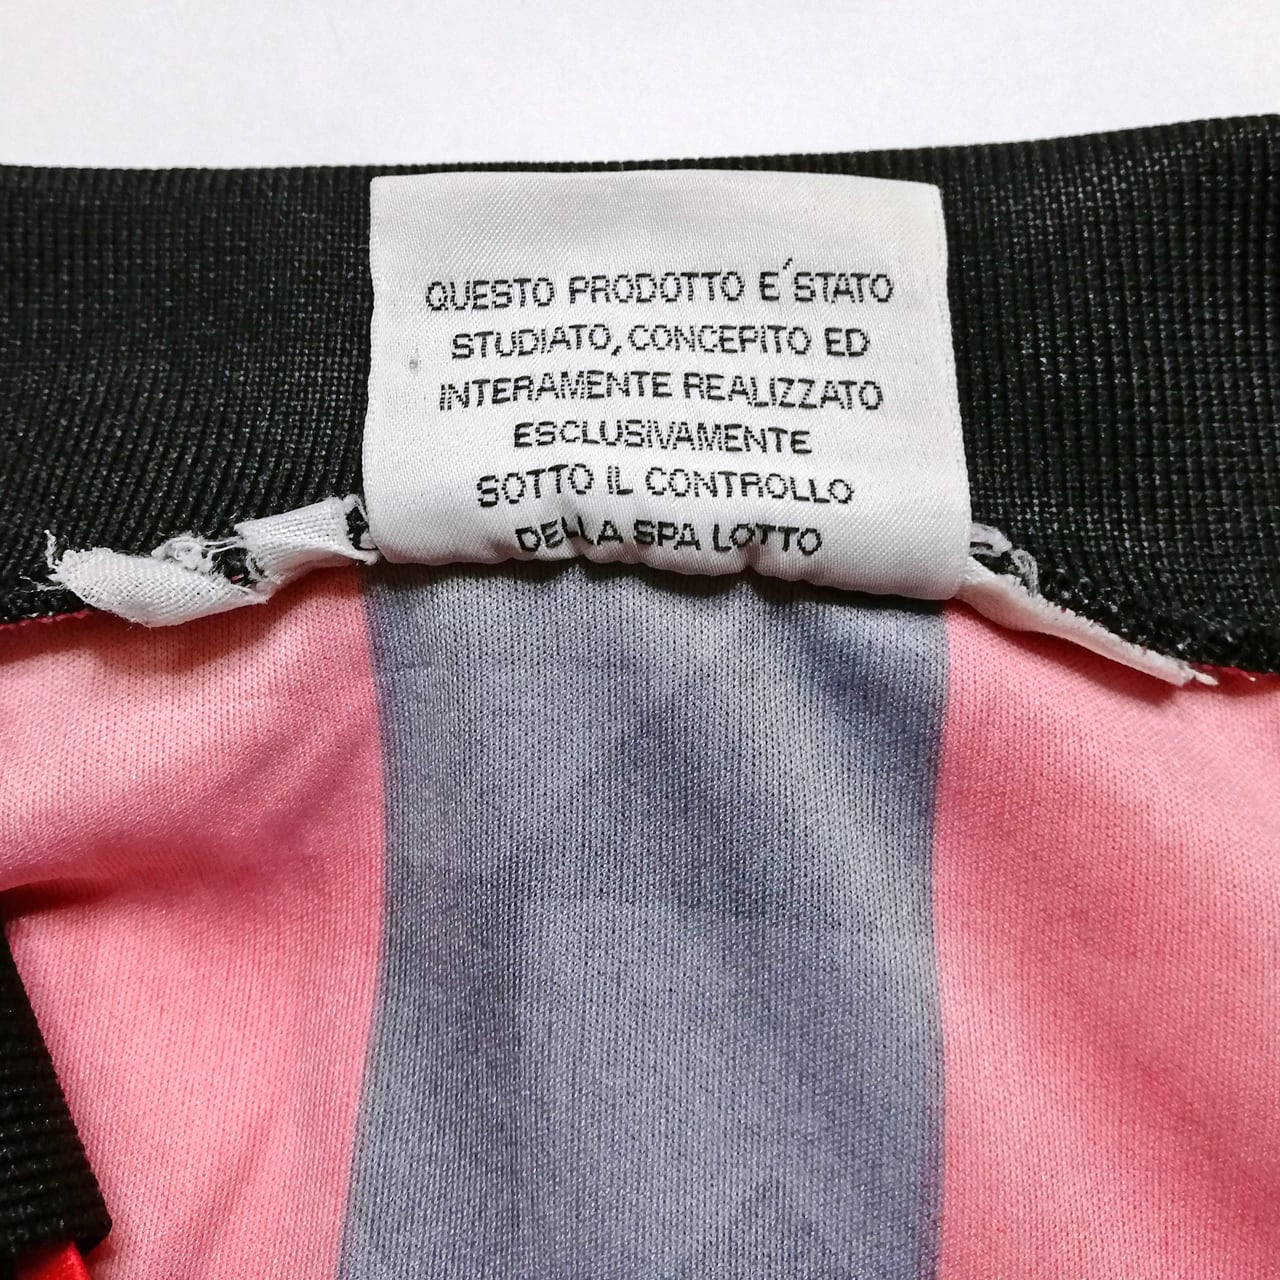 QUESTO PRODOTTO E´STATO
STUDIATO, CONCEPITO ED
INTERAMENTE REALIZZATO
ESCLUSIVAMENTE
SOTTO IL CONTROLLO
DELLA SPA LOTTO